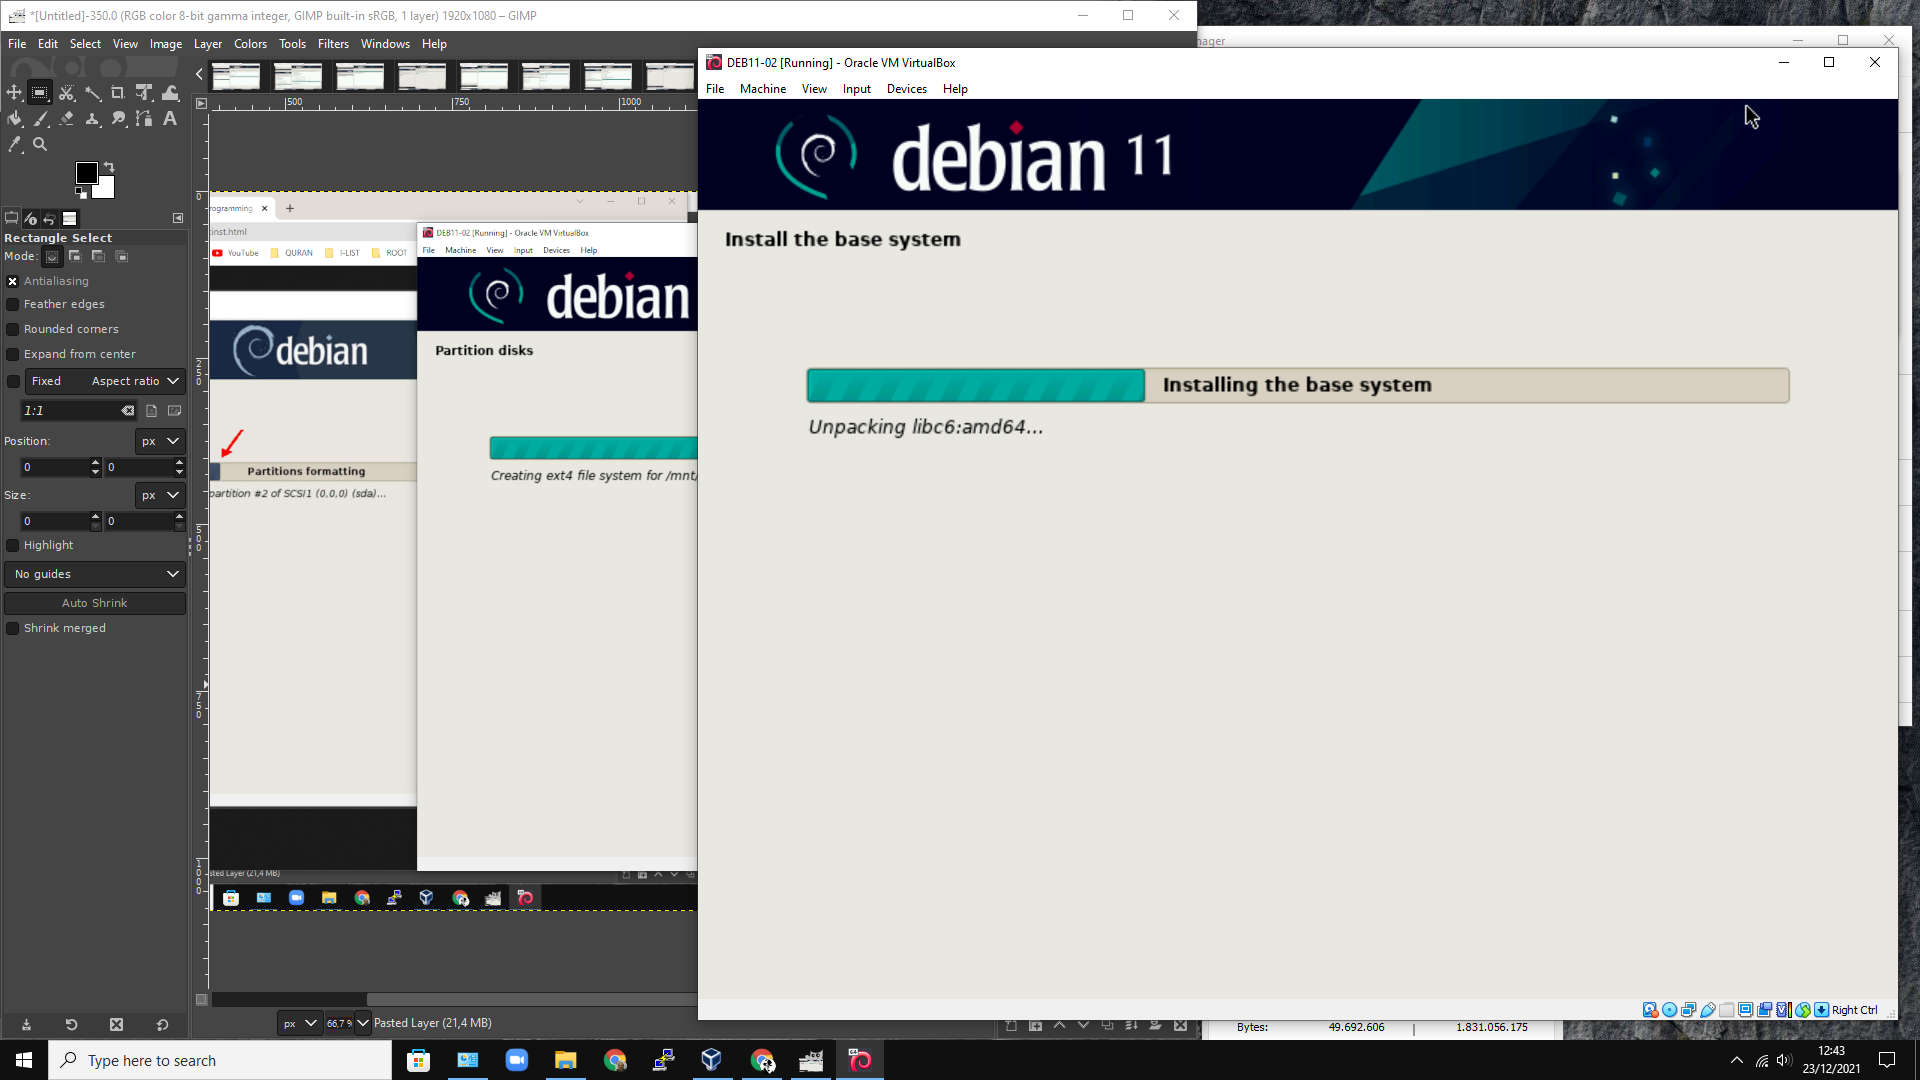 *[Untitled]-350.0 (RGB color 8-bit gamma integer, GIMP built-in sRGB, 1 layer) 1920x1080 – GIMP
File Edit Select View Image Layer Colors Tools Filters Windows Help
nager
DEB11-02 [Running] - Oracle VM VirtualBox
File Machine View Input Devices Help
debian 11
Install the base system
Installing the base system
Unpacking libc6:amd64...
Right Ctrl
500 750 1000
0
250
500
750
1000
Rectangle Select
Mode:
Antialiasing
Feather edges
Rounded corners
Expand from center
Fixed Aspect ratio
1:1
Position: px
0 0
Size: px
0 0
Highlight
No guides
Auto Shrink
Shrink merged
rogramming
inst.html
YouTube QURAN I-LIST ROOT
debian
Partitions formatting
partition #2 of SCSI1 (0,0,0) (sda)...
DEB11-02 [Running] - Oracle VM VirtualBox
File Machine View Input Devices Help
debian
Partition disks
Creating ext4 file system for /mnt/
sted Layer (21,4 MB)
px 66,7 % Pasted Layer (21,4 MB)
Bytes: 49.692.606 | 1.831.056.175
Type here to search
12:43
23/12/2021